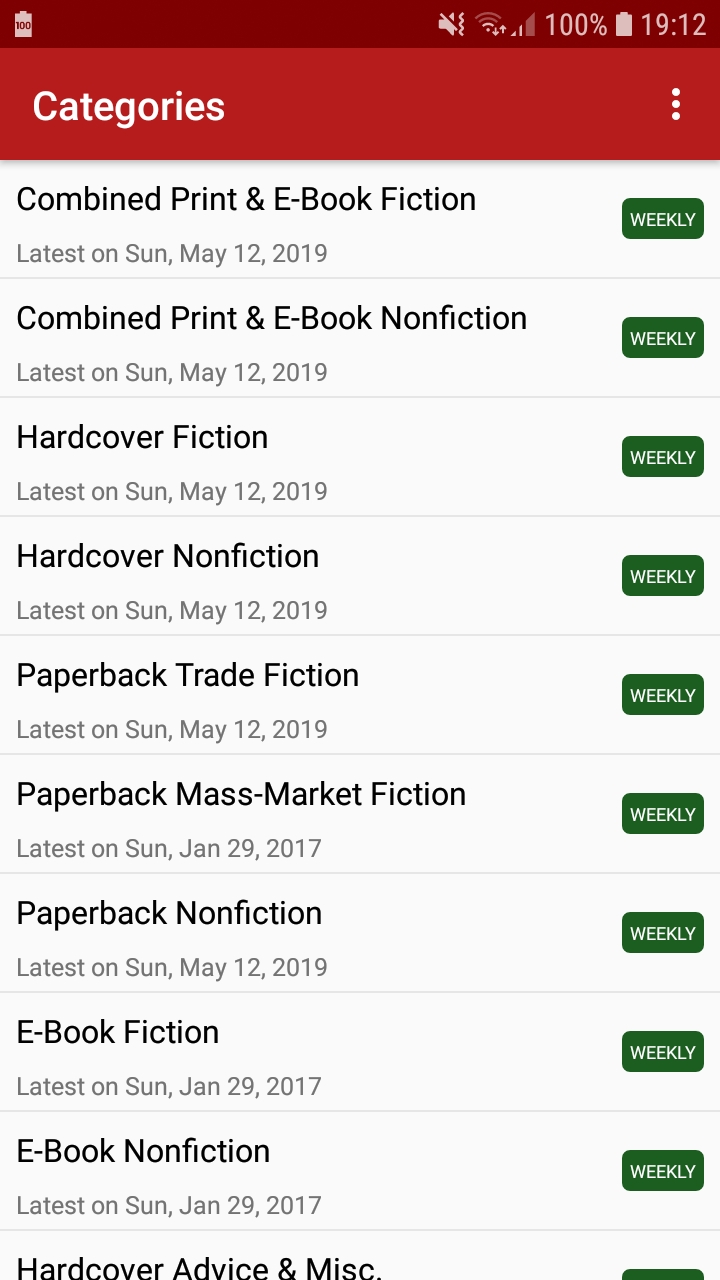 100 100% 19:12
Categories
Combined Print & E-Book Fiction
WEEKLY
Latest on Sun, May 12, 2019
Combined Print & E-Book Nonfiction
WEEKLY
Latest on Sun, May 12, 2019
Hardcover Fiction
WEEKLY
Latest on Sun, May 12, 2019
Hardcover Nonfiction
WEEKLY
Latest on Sun, May 12, 2019
Paperback Trade Fiction
WEEKLY
Latest on Sun, May 12, 2019
Paperback Mass-Market Fiction
WEEKLY
Latest on Sun, Jan 29, 2017
Paperback Nonfiction
WEEKLY
Latest on Sun, May 12, 2019
E-Book Fiction
WEEKLY
Latest on Sun, Jan 29, 2017
E-Book Nonfiction
WEEKLY
Latest on Sun, Jan 29, 2017
Hardcover Advice & Misc.